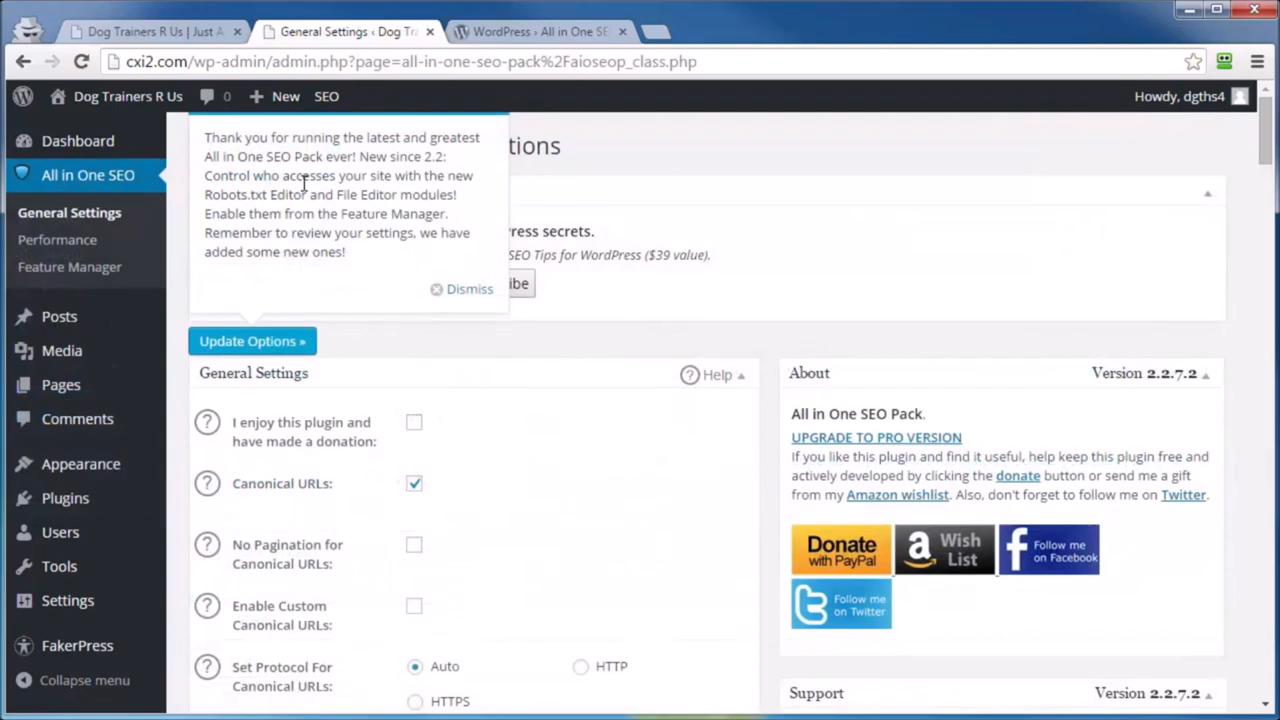 Dog Trainers R Us | Just A
General Settings ‹ Dog Tra
WordPress › All in One SE
cxi2.com/wp-admin/admin.php?page=all-in-one-seo-pack%2Faioseop_class.php
Dog Trainers R Us
0
New
SEO
Howdy, dgths4
Dashboard
All in One SEO
General Settings
Performance
Feature Manager
Posts
Media
Pages
Comments
Appearance
Plugins
Users
Tools
Settings
FakerPress
Collapse menu
Thank you for running the latest and greatest
All in One SEO Pack ever! New since 2.2:
Control who accesses your site with the new
Robots.txt Editor and File Editor modules!
Enable them from the Feature Manager.
Remember to review your settings, we have
added some new ones!
Dismiss
tions
ress secrets.
SEO Tips for WordPress ($39 value).
ibe
Update Options »
General Settings
? Help
? I enjoy this plugin and
have made a donation:
? Canonical URLs:
? No Pagination for
Canonical URLs:
? Enable Custom
Canonical URLs:
? Set Protocol For
Canonical URLs:
Auto
HTTP
HTTPS
About
Version 2.2.7.2
All in One SEO Pack.
UPGRADE TO PRO VERSION
If you like this plugin and find it useful, help keep this plugin free and
actively developed by clicking the donate button or send me a gift
from my Amazon wishlist. Also, don't forget to follow me on Twitter.
Donate
with PayPal
a Wish
List
f Follow me
on Facebook
t Follow me
on Twitter
Support
Version 2.2.7.2